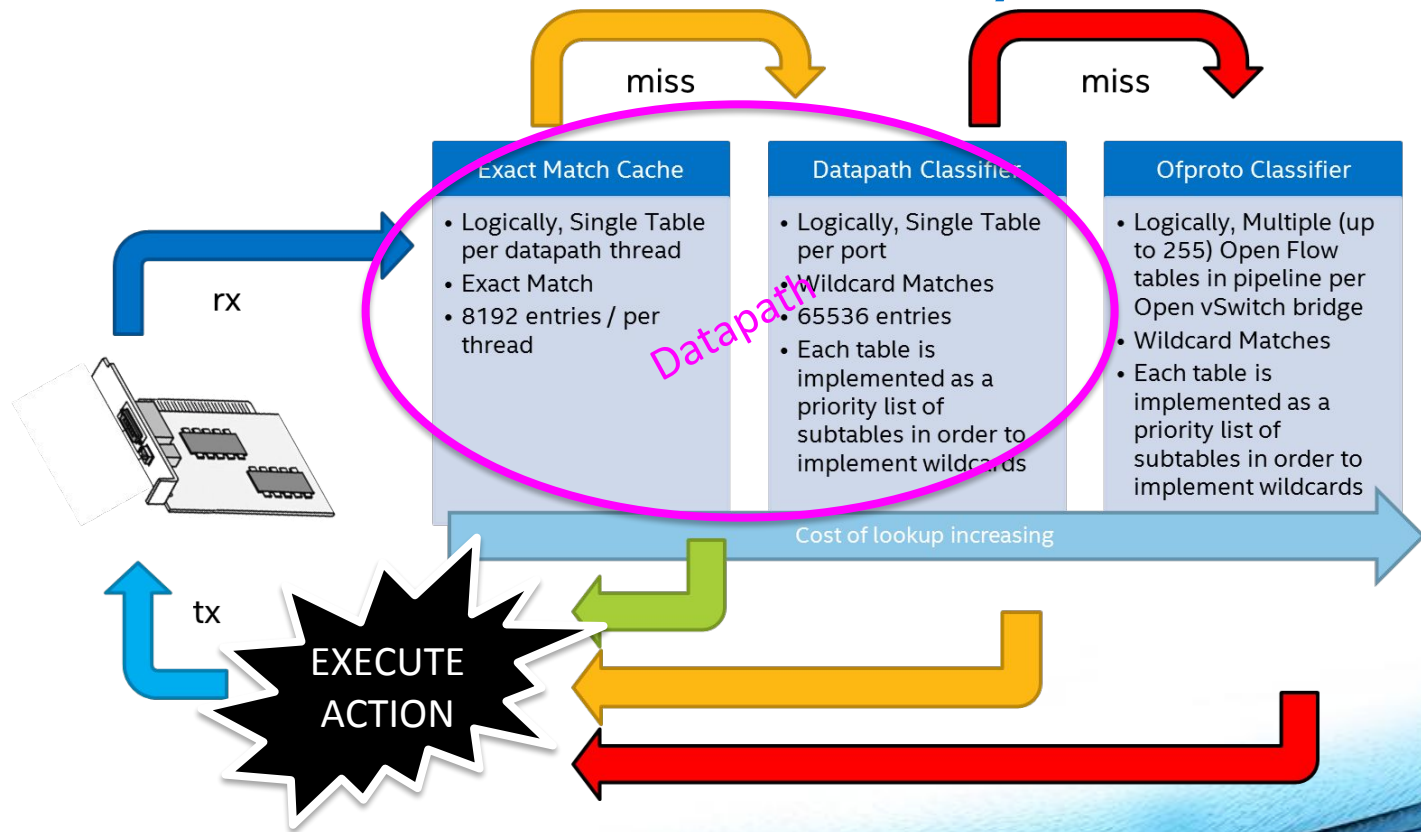 miss
miss
Exact Match Cache
• Logically, Single Table
per datapath thread
• Exact Match
• 8192 entries / per
thread
Datapath Classifier
• Logically, Single Table
per port
• Wildcard Matches
• 65536 entries
• Each table is
implemented as a
priority list of
subtables in order to
implement wildcards
Ofproto Classifier
• Logically, Multiple (up
to 255) Open Flow
tables in pipeline per
Open vSwitch bridge
• Wildcard Matches
• Each table is
implemented as a
priority list of
subtables in order to
implement wildcards
Datapath
rx
Cost of lookup increasing
tx
EXECUTE
ACTION